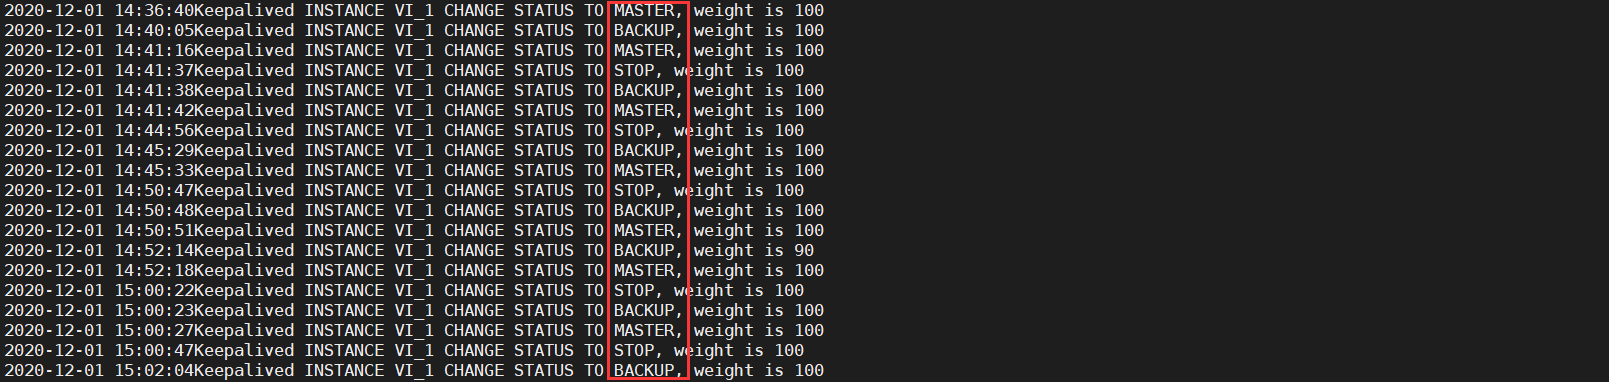 2020-12-01 14:36:40Keepalived INSTANCE VI_1 CHANGE STATUS TO MASTER, weight is 100
2020-12-01 14:40:05Keepalived INSTANCE VI_1 CHANGE STATUS TO BACKUP, weight is 100
2020-12-01 14:41:16Keepalived INSTANCE VI_1 CHANGE STATUS TO MASTER, weight is 100
2020-12-01 14:41:37Keepalived INSTANCE VI_1 CHANGE STATUS TO STOP, weight is 100
2020-12-01 14:41:38Keepalived INSTANCE VI_1 CHANGE STATUS TO BACKUP, weight is 100
2020-12-01 14:41:42Keepalived INSTANCE VI_1 CHANGE STATUS TO MASTER, weight is 100
2020-12-01 14:44:56Keepalived INSTANCE VI_1 CHANGE STATUS TO STOP, weight is 100
2020-12-01 14:45:29Keepalived INSTANCE VI_1 CHANGE STATUS TO BACKUP, weight is 100
2020-12-01 14:45:33Keepalived INSTANCE VI_1 CHANGE STATUS TO MASTER, weight is 100
2020-12-01 14:50:47Keepalived INSTANCE VI_1 CHANGE STATUS TO STOP, weight is 100
2020-12-01 14:50:48Keepalived INSTANCE VI_1 CHANGE STATUS TO BACKUP, weight is 100
2020-12-01 14:50:51Keepalived INSTANCE VI_1 CHANGE STATUS TO MASTER, weight is 100
2020-12-01 14:52:14Keepalived INSTANCE VI_1 CHANGE STATUS TO BACKUP, weight is 90
2020-12-01 14:52:18Keepalived INSTANCE VI_1 CHANGE STATUS TO MASTER, weight is 100
2020-12-01 15:00:22Keepalived INSTANCE VI_1 CHANGE STATUS TO STOP, weight is 100
2020-12-01 15:00:23Keepalived INSTANCE VI_1 CHANGE STATUS TO BACKUP, weight is 100
2020-12-01 15:00:27Keepalived INSTANCE VI_1 CHANGE STATUS TO MASTER, weight is 100
2020-12-01 15:00:47Keepalived INSTANCE VI_1 CHANGE STATUS TO STOP, weight is 100
2020-12-01 15:02:04Keepalived INSTANCE VI_1 CHANGE STATUS TO BACKUP, weight is 100